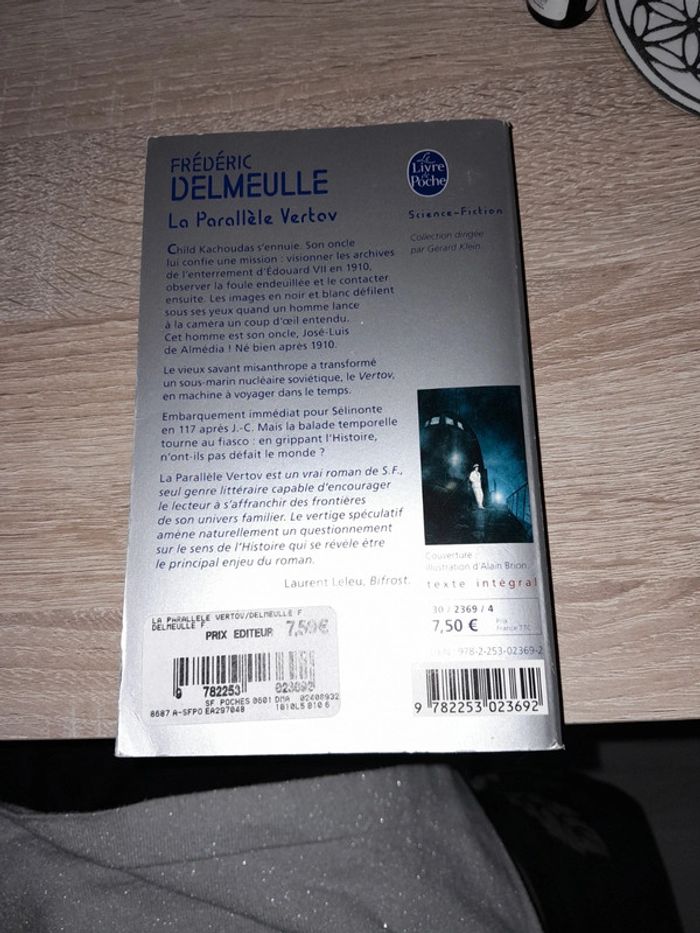 FRÉDÉRIC
DELMEULLE
La Parallèle Vertov
Le
Livre
de
Poche
Science-Fiction
Collection dirigée
par Gérard Klein.
Child Kachoudas s'ennuie. Son oncle
lui confie une mission : visionner les archives
de l'enterrement d'Édouard VII en 1910,
observer la foule endeuillée et le contacter
ensuite. Les images en noir et blanc défilent
sous ses yeux quand un homme lance
à la caméra un coup d'œil entendu.
Cet homme est son oncle, José-Luis
de Almédia ! Né bien après 1910.
Le vieux savant misanthrope a transformé
un sous-marin nucléaire soviétique, le Vertov,
en machine à voyager dans le temps.
Embarquement immédiat pour Sélinonte
en 117 après J.-C. Mais la balade temporelle
tourne au fiasco : en grippant l'Histoire,
n'ont-ils pas défait le monde ?
La Parallèle Vertov est un vrai roman de S.F.,
seul genre littéraire capable d'encourager
le lecteur à s'affranchir des frontières
de son univers familier. Le vertige spéculatif
amène naturellement un questionnement
sur le sens de l'Histoire qui se révèle être
le principal enjeu du roman.
Laurent Leleu, Bifrost.
Couverture :
illustration d'Alain Brion.
texte intégral
30 / 2369 / 4
7,50 €
Prix
France TTC
ISBN : 978-2-253-02369-2
9 782253 023692
LA PARALLELE VERTOV/DELMEULLE F.
DELMEULLE F.
PRIX EDITEUR 7,50€
9 782253 023692
SF POCHES 0601 DMA 02408932
8687 A-SFPO EA297048 1810L5 810 6